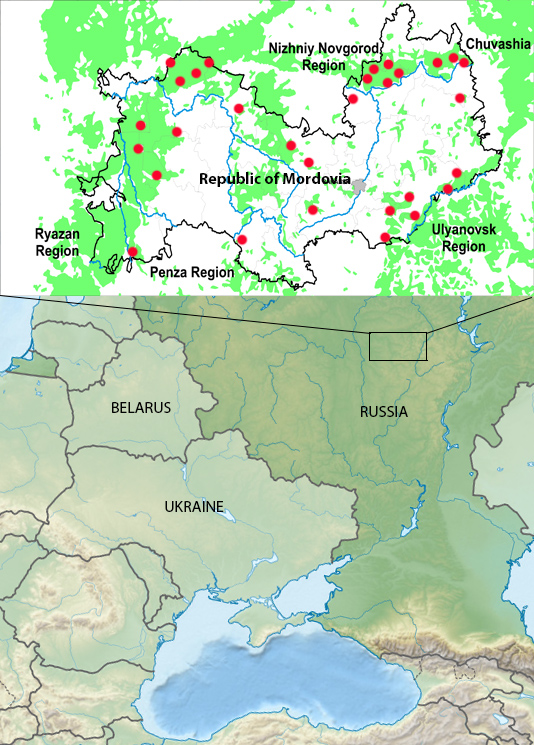 Nizhniy Novgorod
Region
Chuvashia
Republic of Mordovia
Ryazan
Region
Penza Region
Ulyanovsk
Region
BELARUS
RUSSIA
UKRAINE